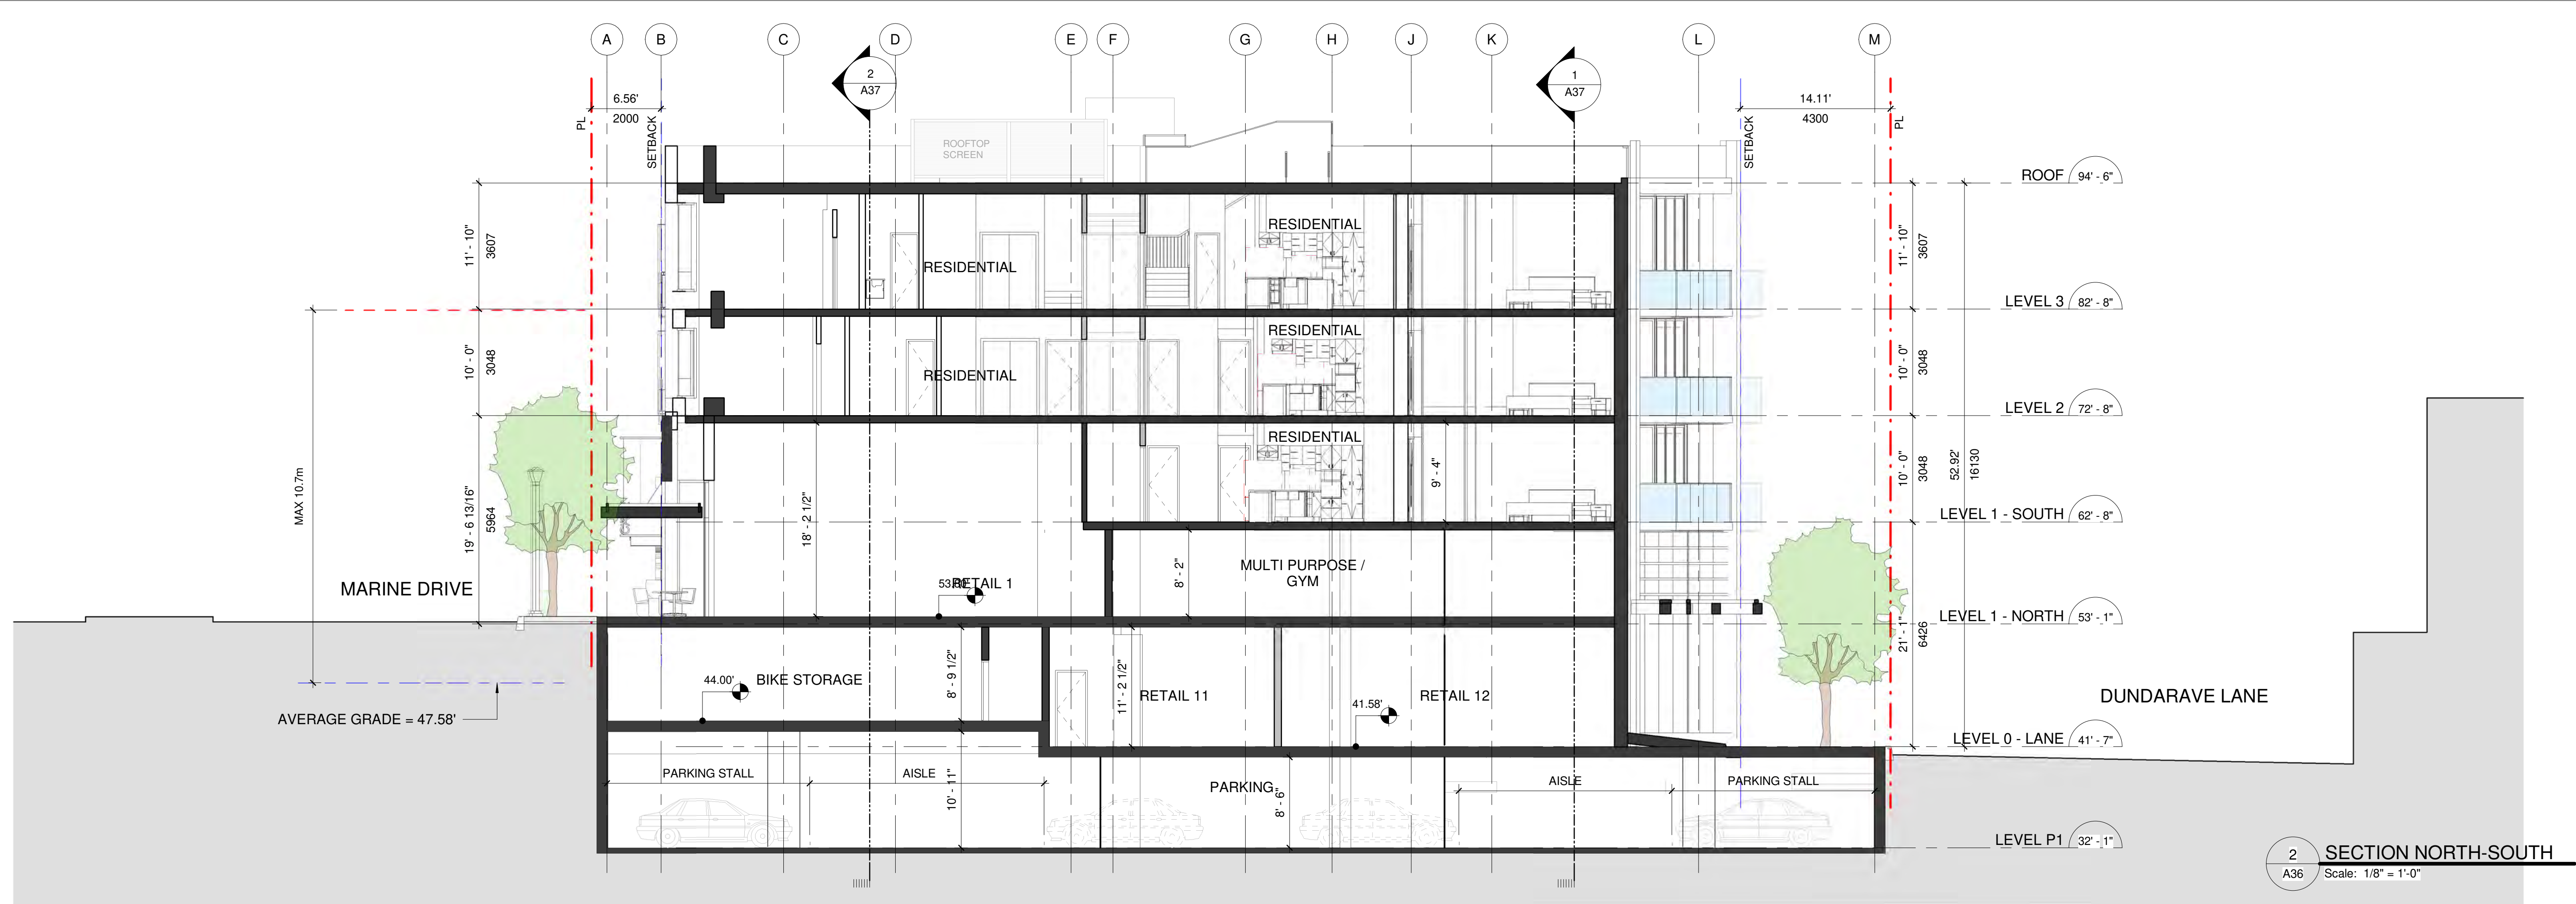 A B C D E F G H J K L M
2
A37
1
A37
6.56'
2000
PL
SETBACK
14.11'
4300
SETBACK
PL
ROOFTOP
SCREEN
ROOF 94' - 6"
11' - 10"
3607
RESIDENTIAL
RESIDENTIAL
11' - 10"
3607
LEVEL 3 82' - 8"
10' - 0"
3048
RESIDENTIAL
RESIDENTIAL
10' - 0"
3048
LEVEL 2 72' - 8"
MAX 10.7m
19' - 6 13/16"
5964
18' - 2 1/2"
RESIDENTIAL
9' - 4"
10' - 0"
3048
52.92'
16130
LEVEL 1 - SOUTH 62' - 8"
MARINE DRIVE
RETAIL 1
8' - 2"
MULTI PURPOSE /
GYM
LEVEL 1 - NORTH 53' - 1"
21' - 1"
6426
44.00'
BIKE STORAGE
8' - 9 1/2"
11' - 2 1/2"
RETAIL 11
41.58'
RETAIL 12
DUNDARAVE LANE
AVERAGE GRADE = 47.58'
LEVEL 0 - LANE 41' - 7"
PARKING STALL
AISLE
10' - 11"
PARKING
8' - 6"
AISLE
PARKING STALL
LEVEL P1 32' - 1"
2
A36
SECTION NORTH-SOUTH
Scale: 1/8" = 1'-0"